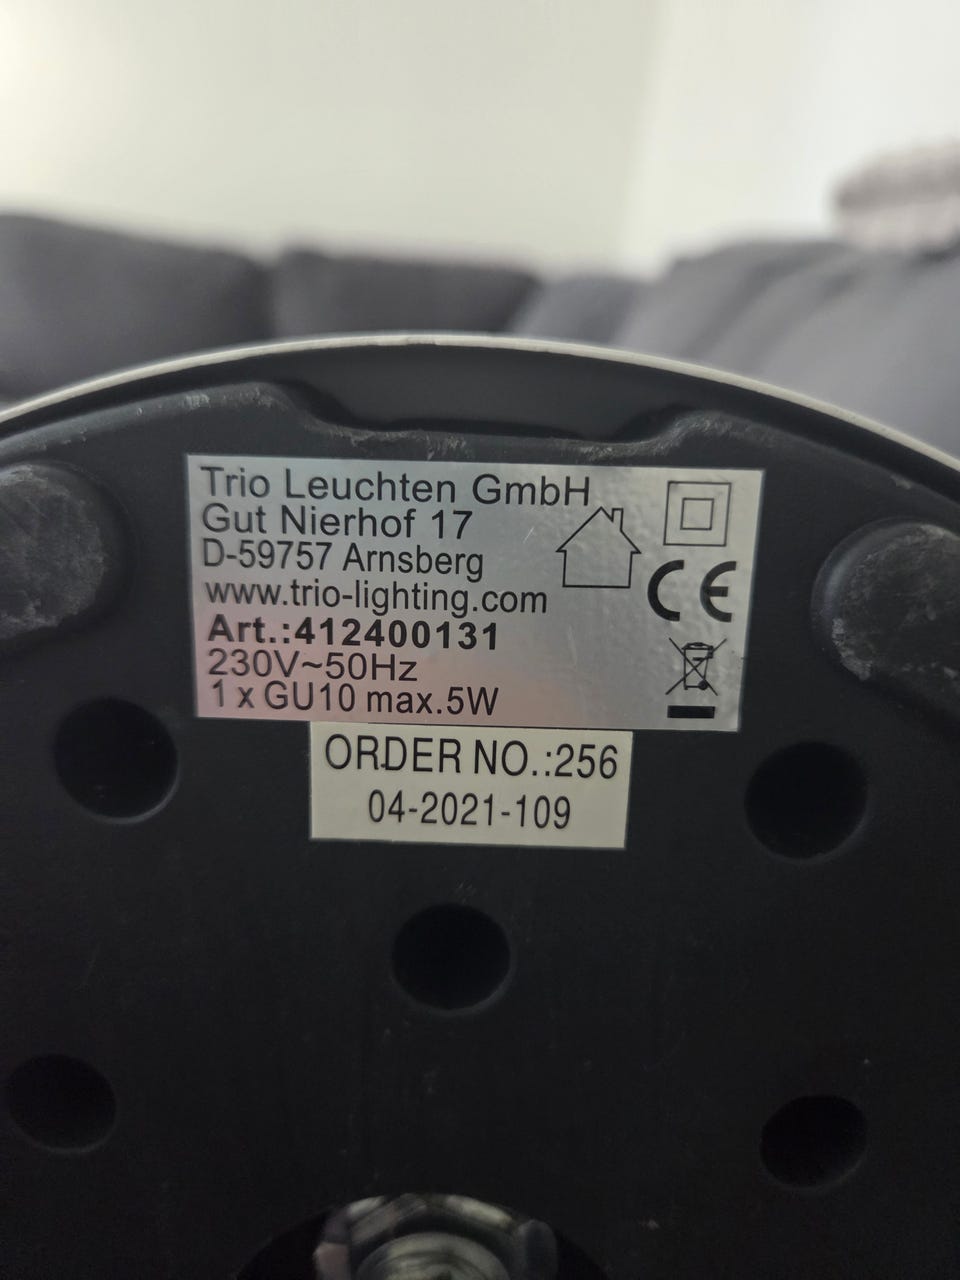 Trio Leuchten GmbH
Gut Nierhof 17
D-59757 Arnsberg
www.trio-lighting.com
Art.:412400131
230V~50Hz
1 x GU10 max.5W
CE
ORDER NO.:256
04-2021-109